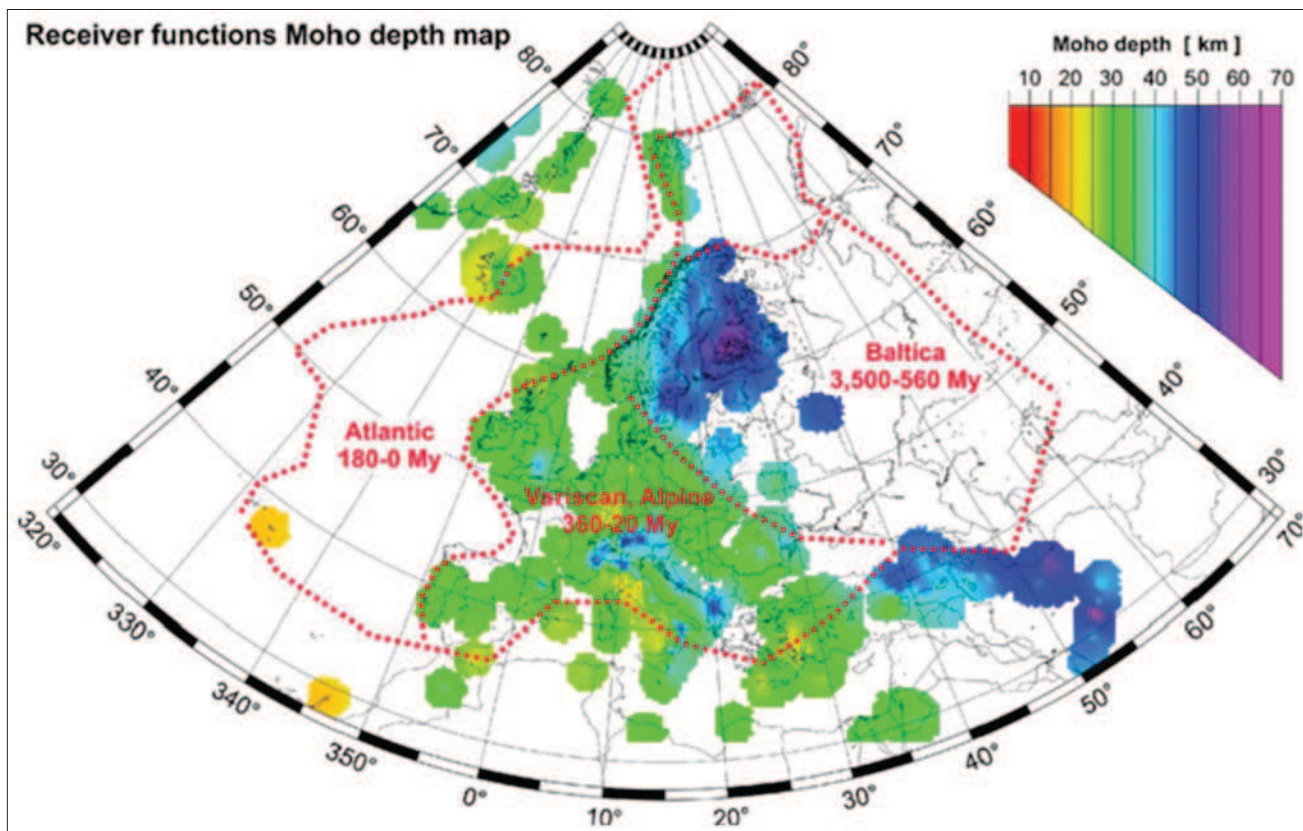 Receiver functions Moho depth map
Moho depth [ km ]
10 20 30 40 50 60 70
80°
70°
60°
50°
40°
30°
320°
330°
340°
350°
0°
10°
20°
30°
40°
50°
60°
70°
80°
70°
60°
50°
40°
30°
Baltica
3,500-560 My
Atlantic
180-0 My
Variscan, Alpine
360-20 My